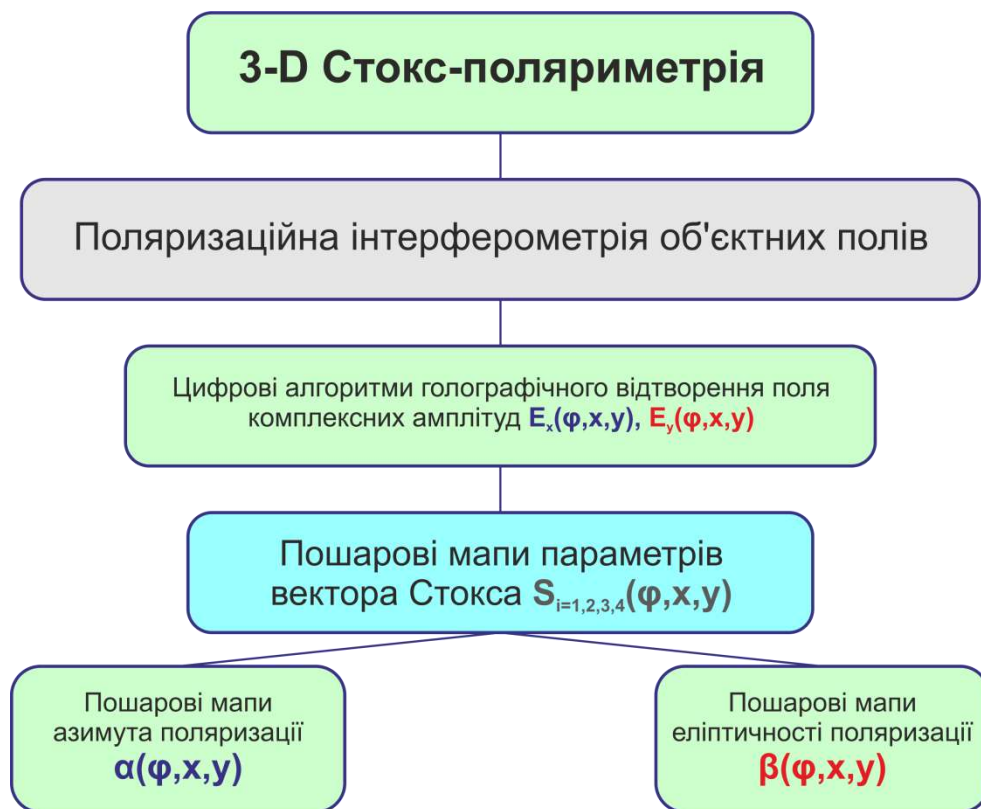 3-D Стокс-поляриметрія
Поляризаційна інтерферометрія об'єктних полів
Цифрові алгоритми голографічного відтворення поля
комплексних амплітуд Eₓ(φ,x,y), Eᵧ(φ,x,y)
Пошарові мапи параметрів
вектора Стокса S i=1,2,3,4(φ,x,y)
Пошарові мапи
азимута поляризації
α(φ,x,y)
Пошарові мапи
еліптичності поляризації
β(φ,x,y)